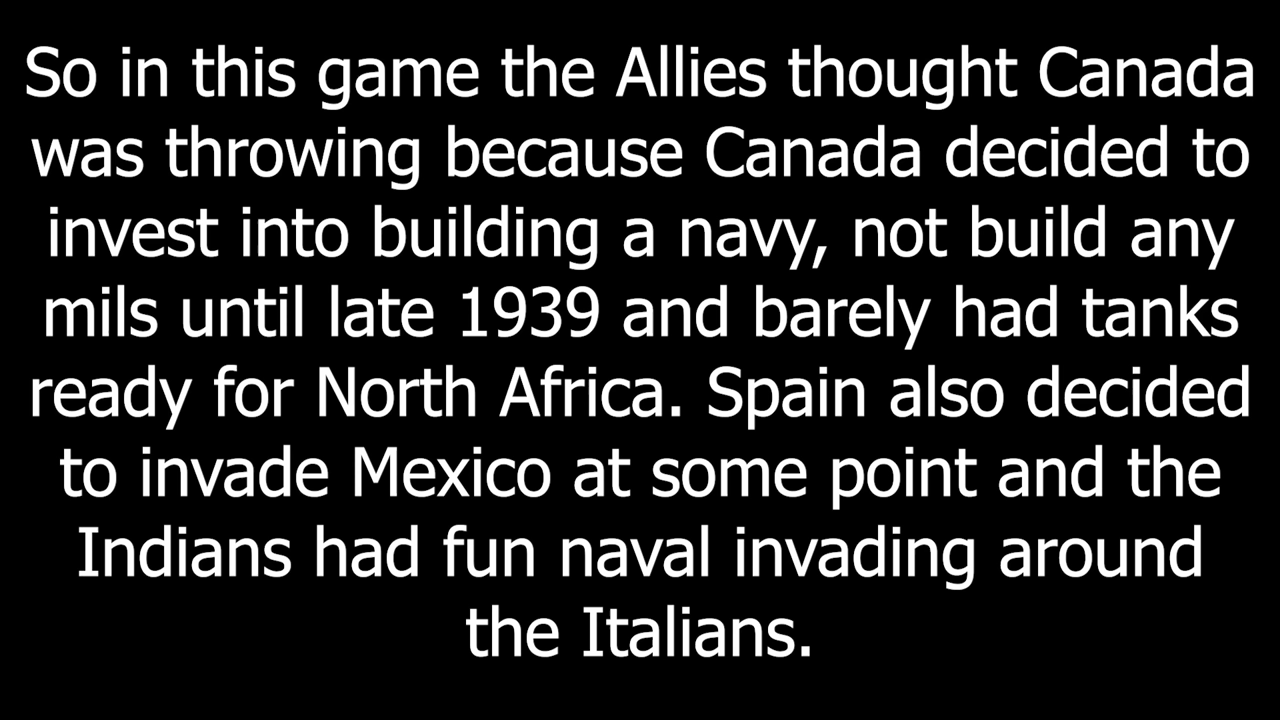 So in this game the Allies thought Canada
was throwing because Canada decided to
invest into building a navy, not build any
mils until late 1939 and barely had tanks
ready for North Africa. Spain also decided
to invade Mexico at some point and the
Indians had fun naval invading around
the Italians.